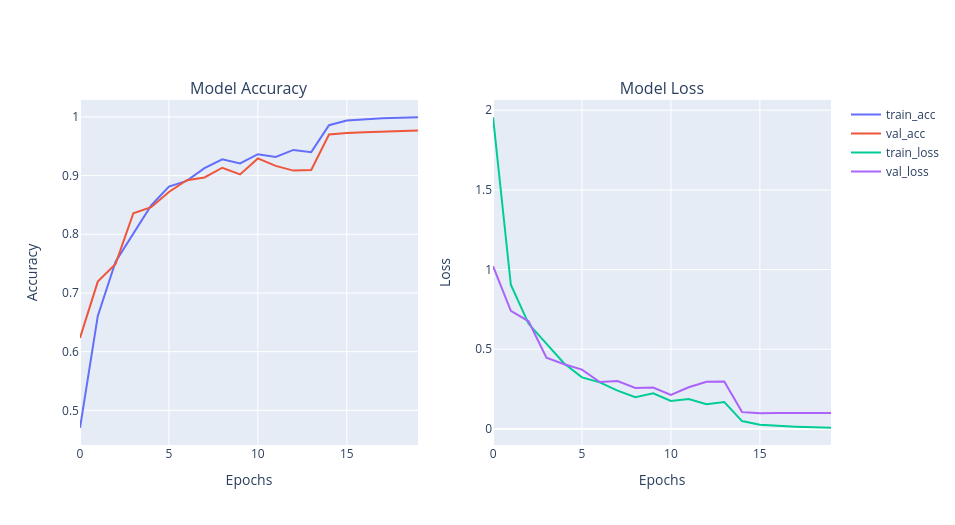 Model Accuracy
1
0.9
0.8
0.7
0.6
0.5
Accuracy
0 5 10 15
Epochs
Model Loss
2
1.5
1
0.5
0
Loss
0 5 10 15
Epochs
train_acc
val_acc
train_loss
val_loss